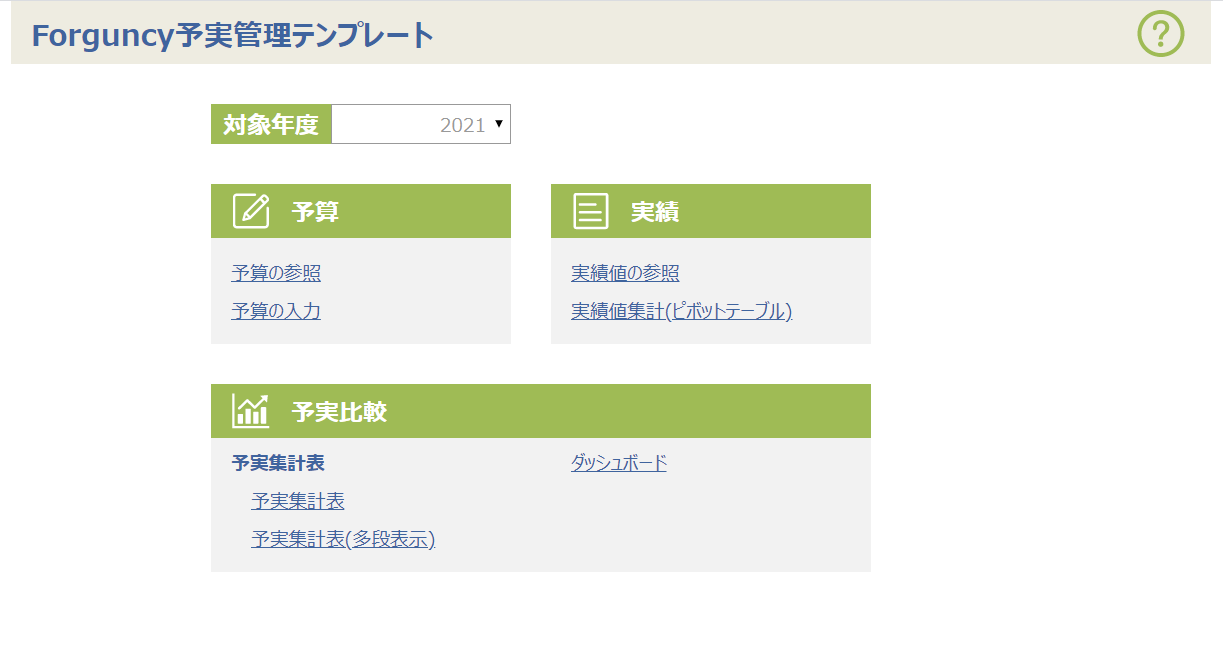 Forguncy予実管理テンプレート
対象年度 2021
予算
予算の参照
予算の入力
実績
実績値の参照
実績値集計(ピボットテーブル)
予実比較
予実集計表
予実集計表
予実集計表(多段表示)
ダッシュボード